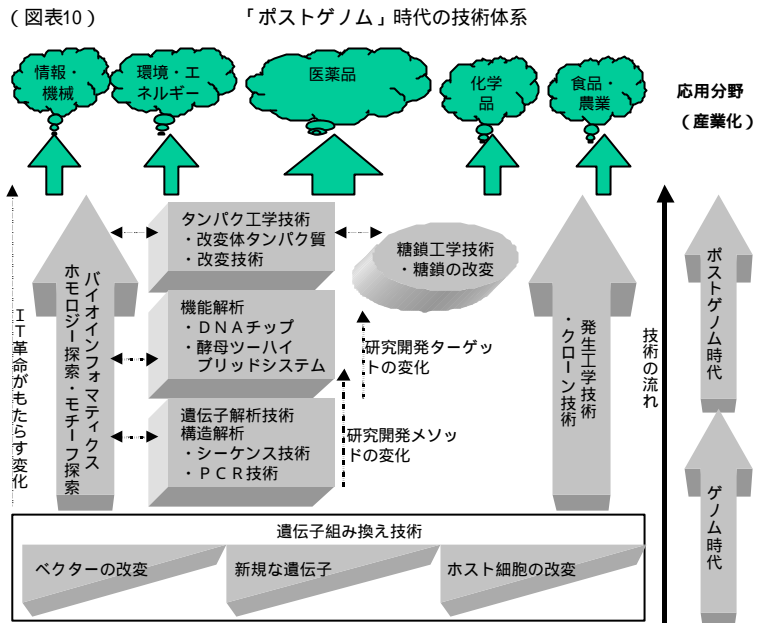 （図表10）
「ポストゲノム」時代の技術体系
情報・
機械
環境・エ
ネルギー
医薬品
化学
品
食品・
農業
応用分野
（産業化）
ＩＴ革命がもたらす変化
バイオインフォマティクス
ホモロジー探索・モチーフ探索
タンパク工学技術
・改変体タンパク質
・改変技術
糖鎖工学技術
・糖鎖の改変
機能解析
・ＤＮＡチップ
・酵母ツーハイ
ブリッドシステム
研究開発ターゲッ
トの変化
遺伝子解析技術
構造解析
・シーケンス技術
・ＰＣＲ技術
研究開発メソッ
ドの変化
発生工学技術
・クローン技術
技術の流れ
ポストゲノム時代
ゲノム時代
遺伝子組み換え技術
ベクターの改変
新規な遺伝子
ホスト細胞の改変